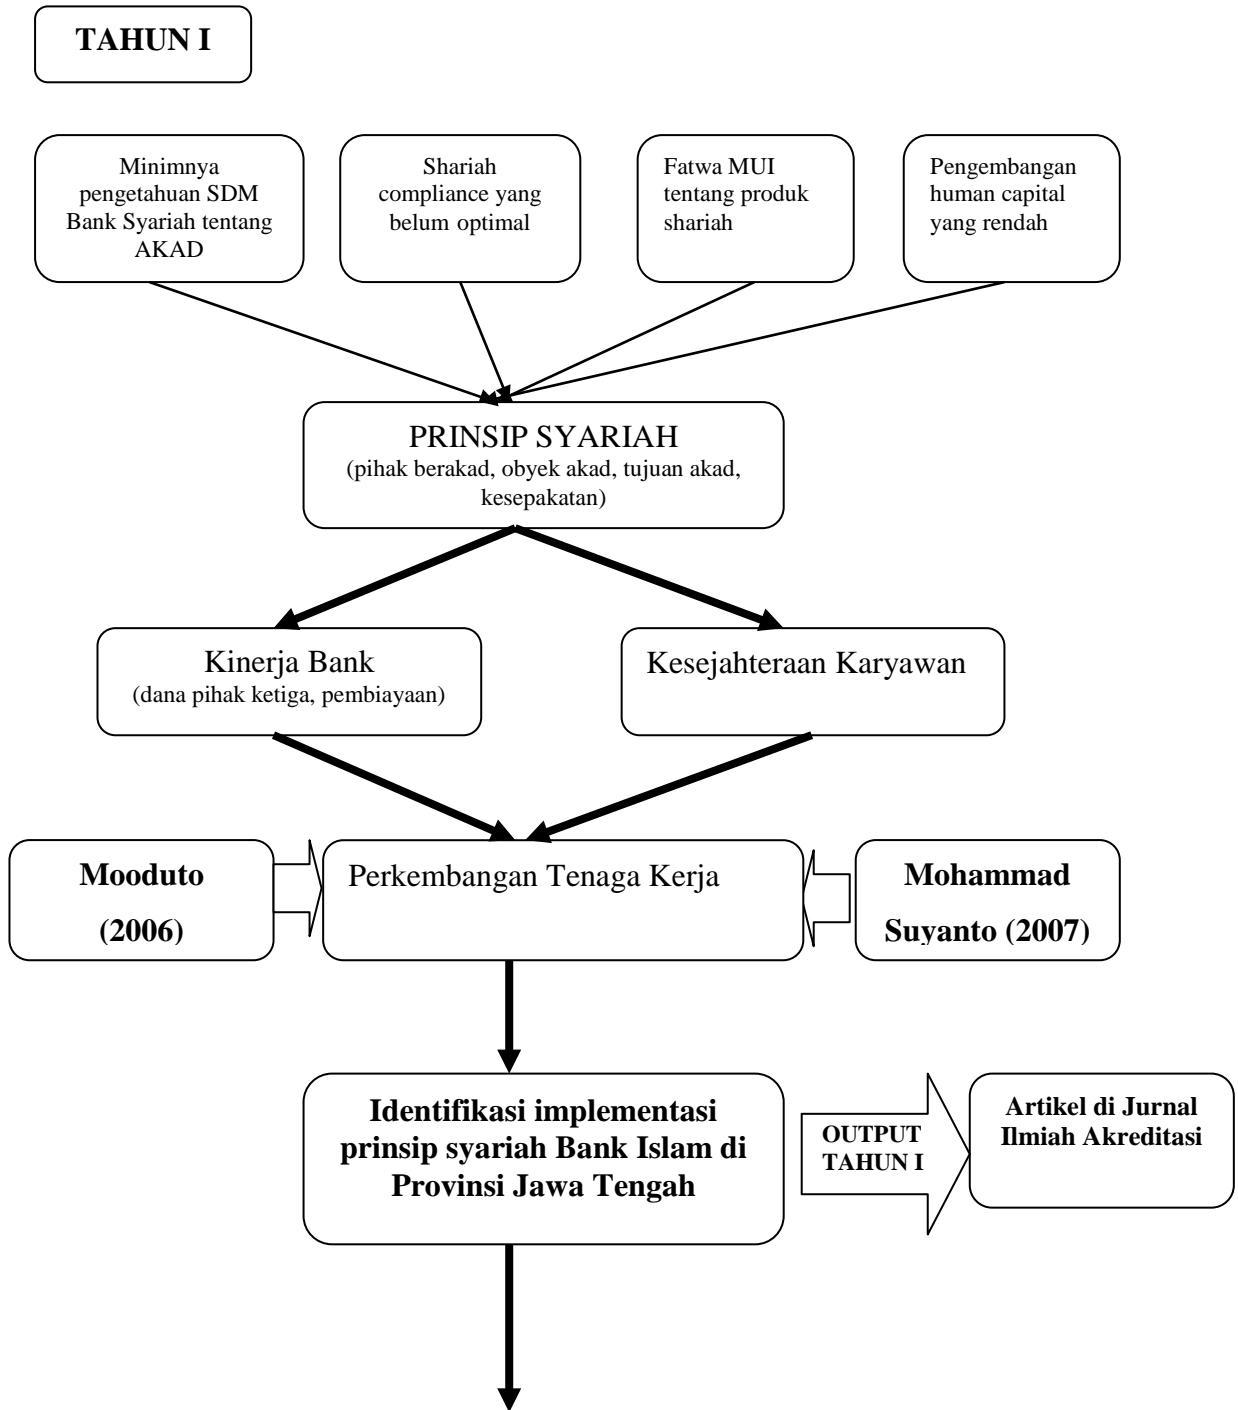 TAHUN I
Minimnya
pengetahuan SDM
Bank Syariah tentang
AKAD
Shariah
compliance yang
belum optimal
Fatwa MUI
tentang produk
shariah
Pengembangan
human capital
yang rendah
PRINSIP SYARIAH
(pihak berakad, obyek akad, tujuan akad,
kesepakatan)
Kinerja Bank
(dana pihak ketiga, pembiayaan)
Kesejahteraan Karyawan
Mooduto
(2006)
Perkembangan Tenaga Kerja
Mohammad
Suyanto (2007)
Identifikasi implementasi
prinsip syariah Bank Islam di
Provinsi Jawa Tengah
OUTPUT
TAHUN I
Artikel di Jurnal
Ilmiah Akreditasi